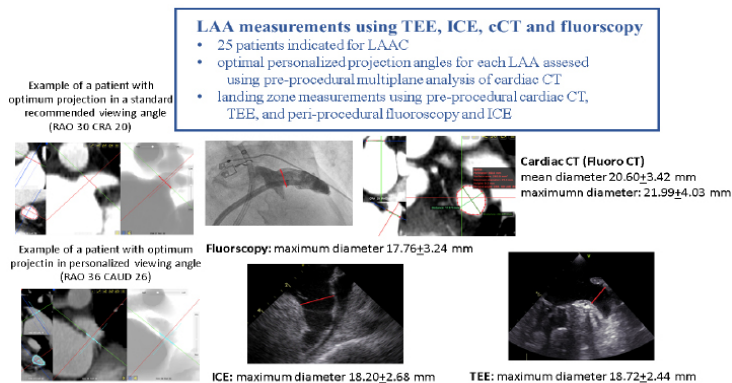 LAA measurements using TEE, ICE, cCT and fluorscopy
• 25 patients indicated for LAAC
• optimal personalized projection angles for each LAA assesed
using pre-procedural multiplane analysis of cardiac CT
• landing zone measurements using pre-procedural cardiac CT,
TEE, and peri-procedural fluoroscopy and ICE
Example of a patient with
optimum projection in a standard
recommended viewing angle
(RAO 30 CRA 20)
Cardiac CT (Fluoro CT)
mean diameter 20.60+3.42 mm
maximumn diameter: 21.99+4.03 mm
Fluorscopy: maximum diameter 17.76+3.24 mm
Example of a patient with optimum
projectin in personalized viewing angle
(RAO 36 CAUD 26)
ICE: maximum diameter 18.20+2.68 mm
TEE: maximum diameter 18.72+2.44 mm